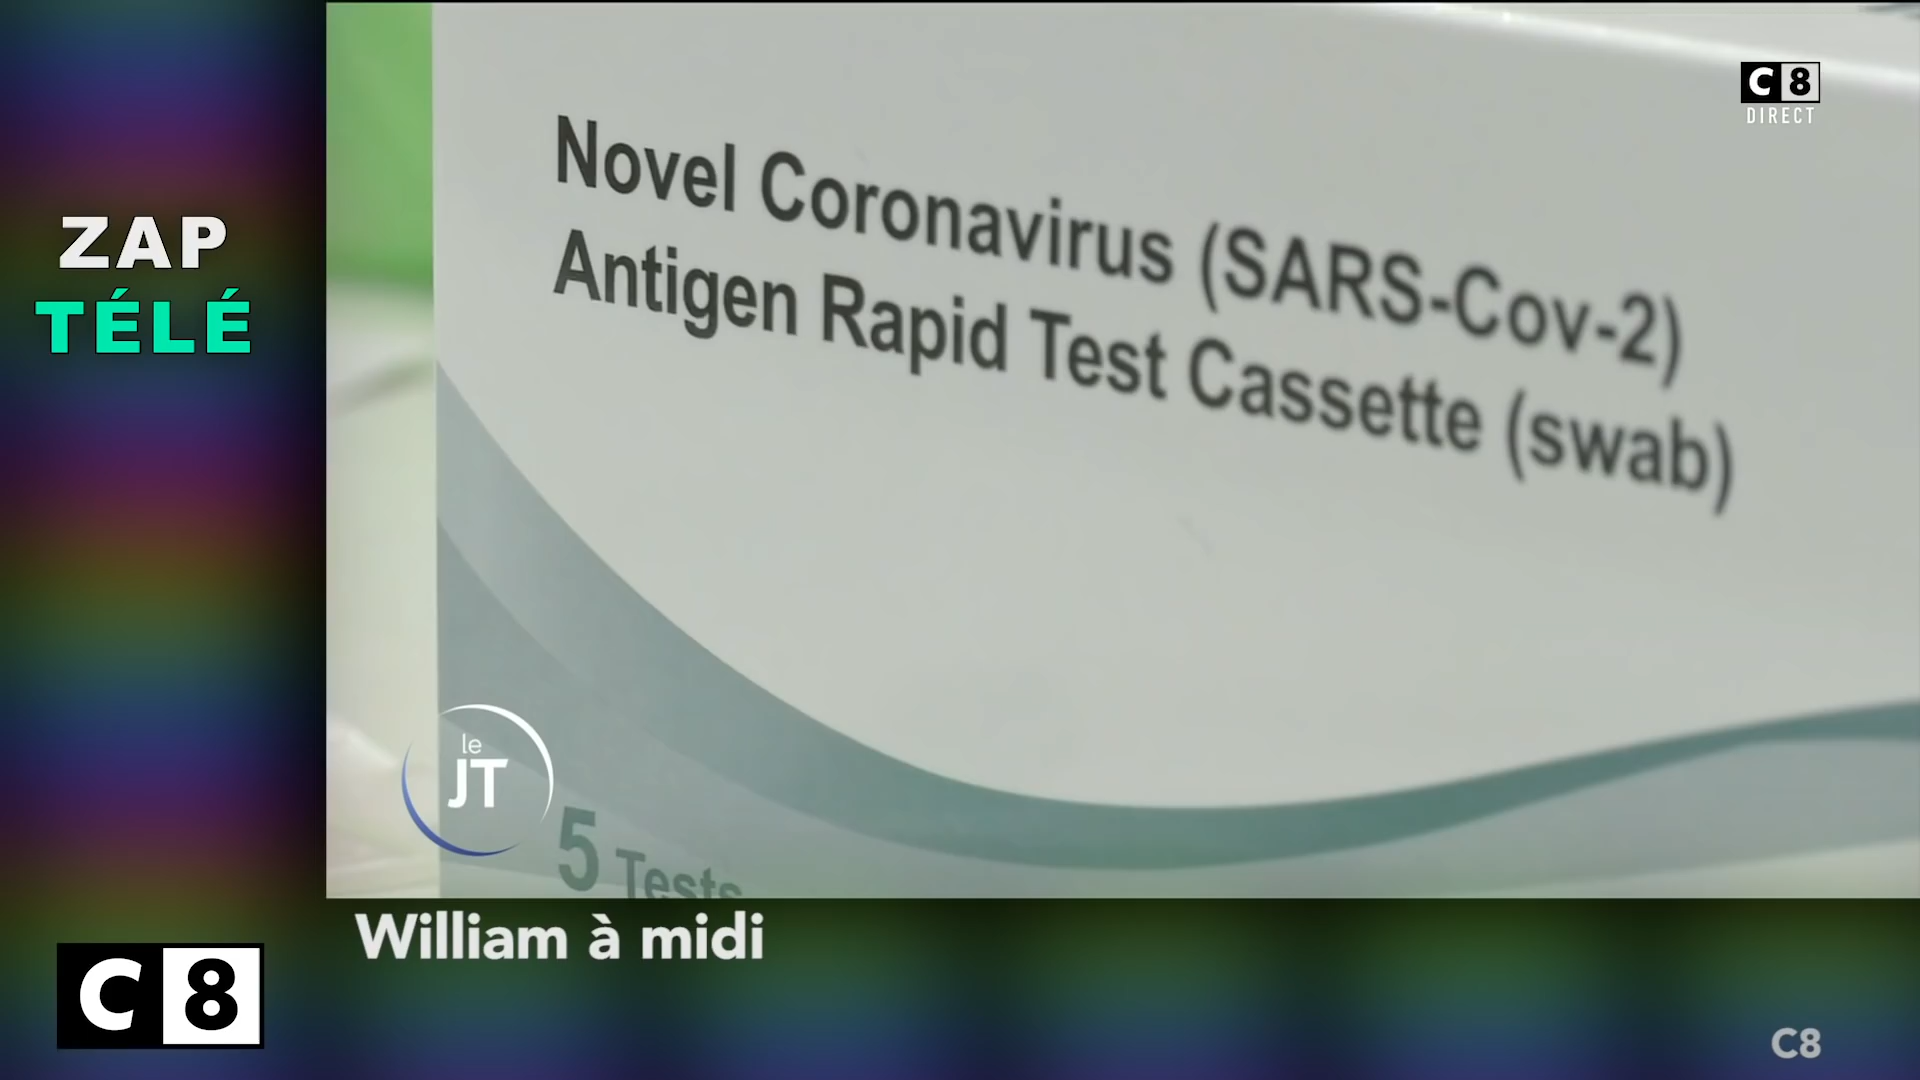 C8
DIRECT
Novel Coronavirus (SARS-Cov-2)
Antigen Rapid Test Cassette (swab)
ZAP
TÉLÉ
le
JT
5 Tests
William à midi
C8
C8